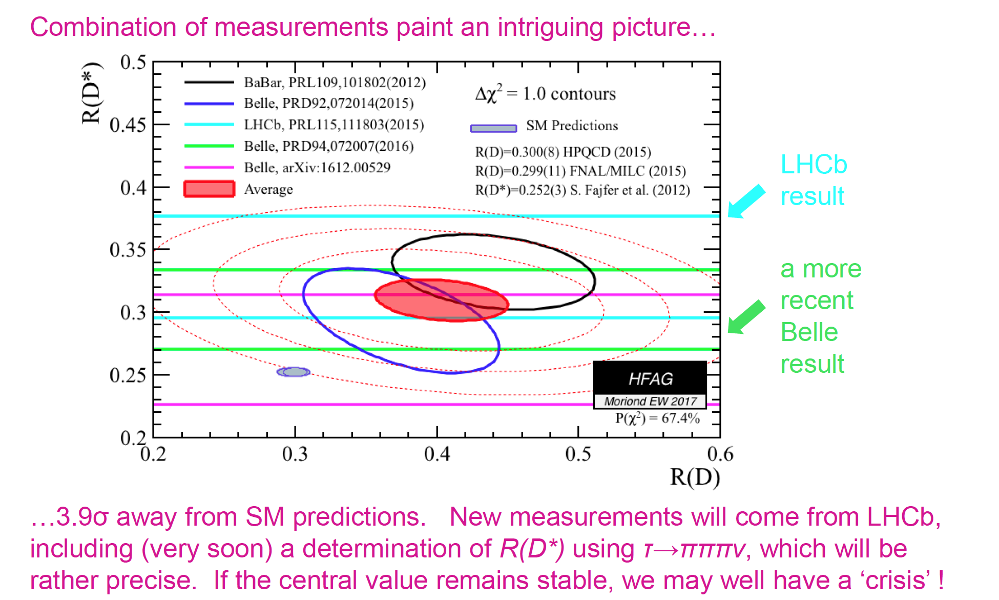 Combination of measurements paint an intriguing picture…
R(D*)
0.5
0.45
0.4
0.35
0.3
0.25
0.2
BaBar, PRL109,101802(2012)
Belle, PRD92,072014(2015)
LHCb, PRL115,111803(2015)
Belle, PRD94,072007(2016)
Belle, arXiv:1612.00529
Average
Δχ² = 1.0 contours
SM Predictions
R(D)=0.300(8) HPQCD (2015)
R(D)=0.299(11) FNAL/MILC (2015)
R(D*)=0.252(3) S. Fajfer et al. (2012)
LHCb
result
a more
recent
Belle
result
HFAG
Moriond EW 2017
P(χ²) = 67.4%
0.2 0.3 0.4 0.5 0.6
R(D)
…3.9σ away from SM predictions. New measurements will come from LHCb,
including (very soon) a determination of R(D*) using τ→πππν, which will be
rather precise. If the central value remains stable, we may well have a ‘crisis’ !